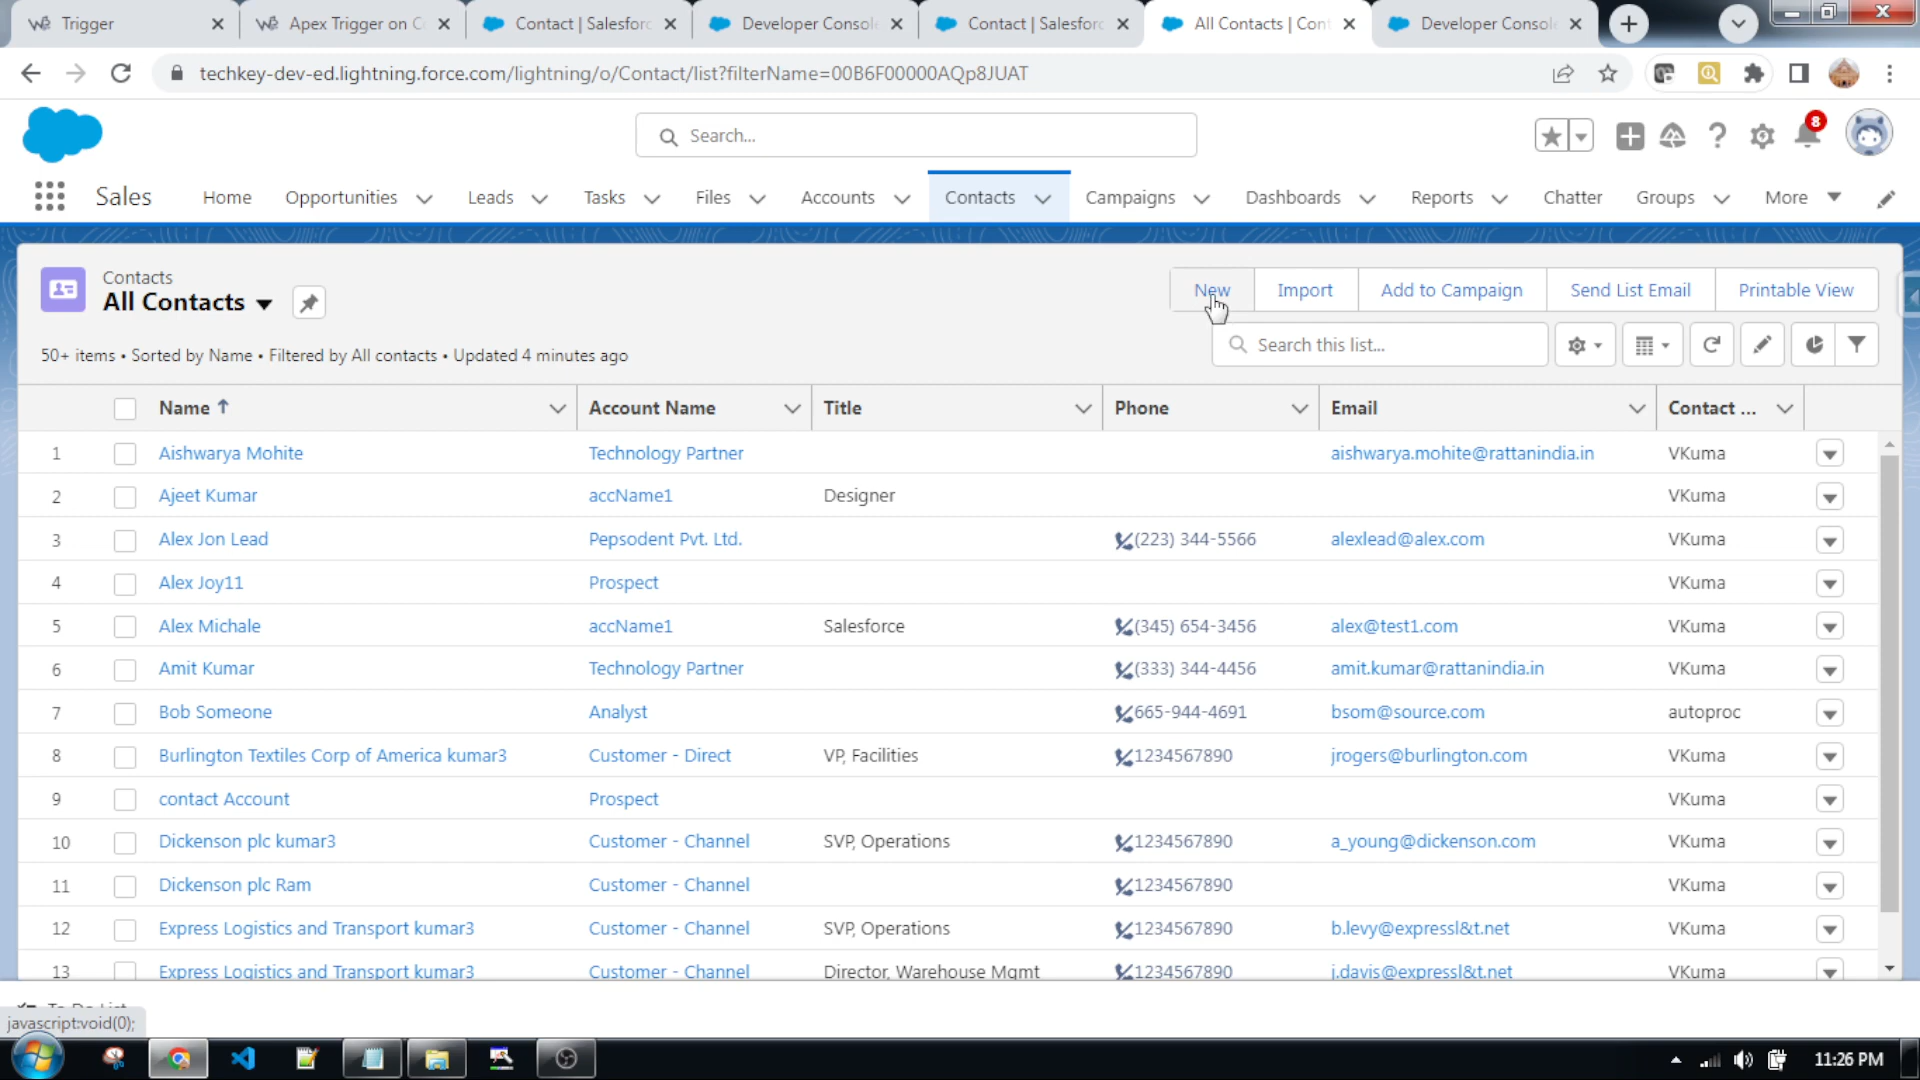 Trigger
Apex Trigger on C
Contact | Salesforc
Developer Console
Contact | Salesforc
All Contacts | Cont
Developer Console
techkey-dev-ed.lightning.force.com/lightning/o/Contact/list?filterName=00B6F00000AQp8JUAT
Search...
8
Sales
Home
Opportunities
Leads
Tasks
Files
Accounts
Contacts
Campaigns
Dashboards
Reports
Chatter
Groups
More
Contacts
All Contacts
New
Import
Add to Campaign
Send List Email
Printable View
50+ items • Sorted by Name • Filtered by All contacts • Updated 4 minutes ago
Search this list...
Name Account Name Title Phone Email Contact ...
1 Aishwarya Mohite Technology Partner aishwarya.mohite@rattanindia.in VKuma
2 Ajeet Kumar accName1 Designer VKuma
3 Alex Jon Lead Pepsodent Pvt. Ltd. (223) 344-5566 alexlead@alex.com VKuma
4 Alex Joy11 Prospect VKuma
5 Alex Michale accName1 Salesforce (345) 654-3456 alex@test1.com VKuma
6 Amit Kumar Technology Partner (333) 344-4456 amit.kumar@rattanindia.in VKuma
7 Bob Someone Analyst 665-944-4691 bsom@source.com autoproc
8 Burlington Textiles Corp of America kumar3 Customer - Direct VP, Facilities 1234567890 jrogers@burlington.com VKuma
9 contact Account Prospect VKuma
10 Dickenson plc kumar3 Customer - Channel SVP, Operations 1234567890 a_young@dickenson.com VKuma
11 Dickenson plc Ram Customer - Channel 1234567890 VKuma
12 Express Logistics and Transport kumar3 Customer - Channel SVP, Operations 1234567890 b.levy@expressl&t.net VKuma
13 Express Logistics and Transport kumar3 Customer - Channel Director, Warehouse Mgmt 1234567890 j.davis@expressl&t.net VKuma
To Do List
javascript:void(0);
11:26 PM